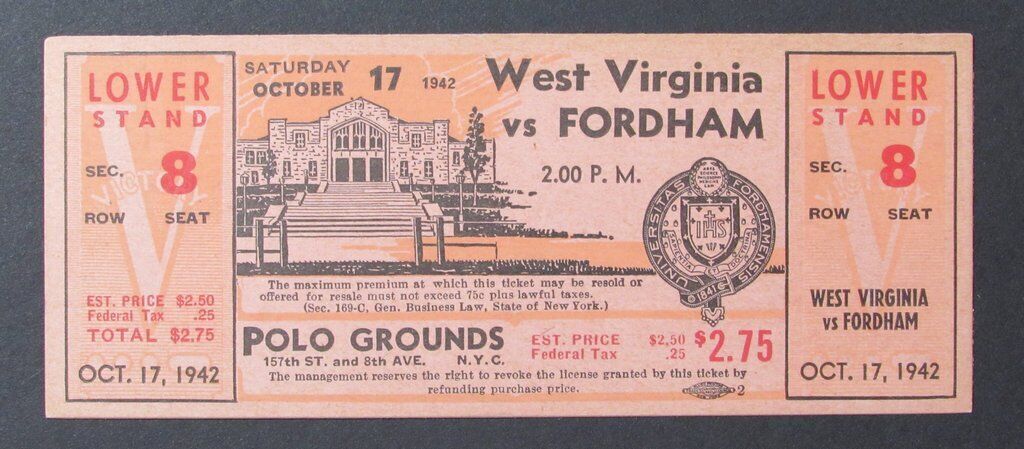 LOWER
STAND
SEC. 8
ROW SEAT
EST. PRICE $2.50
Federal Tax .25
TOTAL $2.75
OCT. 17, 1942
SATURDAY
OCTOBER 17 1942
West Virginia
vs FORDHAM
2.00 P. M.
UNIVERSITAS FORDHAMENSIS
IHS
1841
The maximum premium at which this ticket may be resold or
offered for resale must not exceed 75c plus lawful taxes.
(Sec. 169-C, Gen. Business Law, State of New York.)
POLO GROUNDS
157th ST. and 8th AVE. N.Y.C.
EST. PRICE $2.50
Federal Tax .25
$2.75
The management reserves the right to revoke the license granted by this ticket by
refunding purchase price.
2
LOWER
STAND
SEC. 8
ROW SEAT
WEST VIRGINIA
vs FORDHAM
OCT. 17, 1942